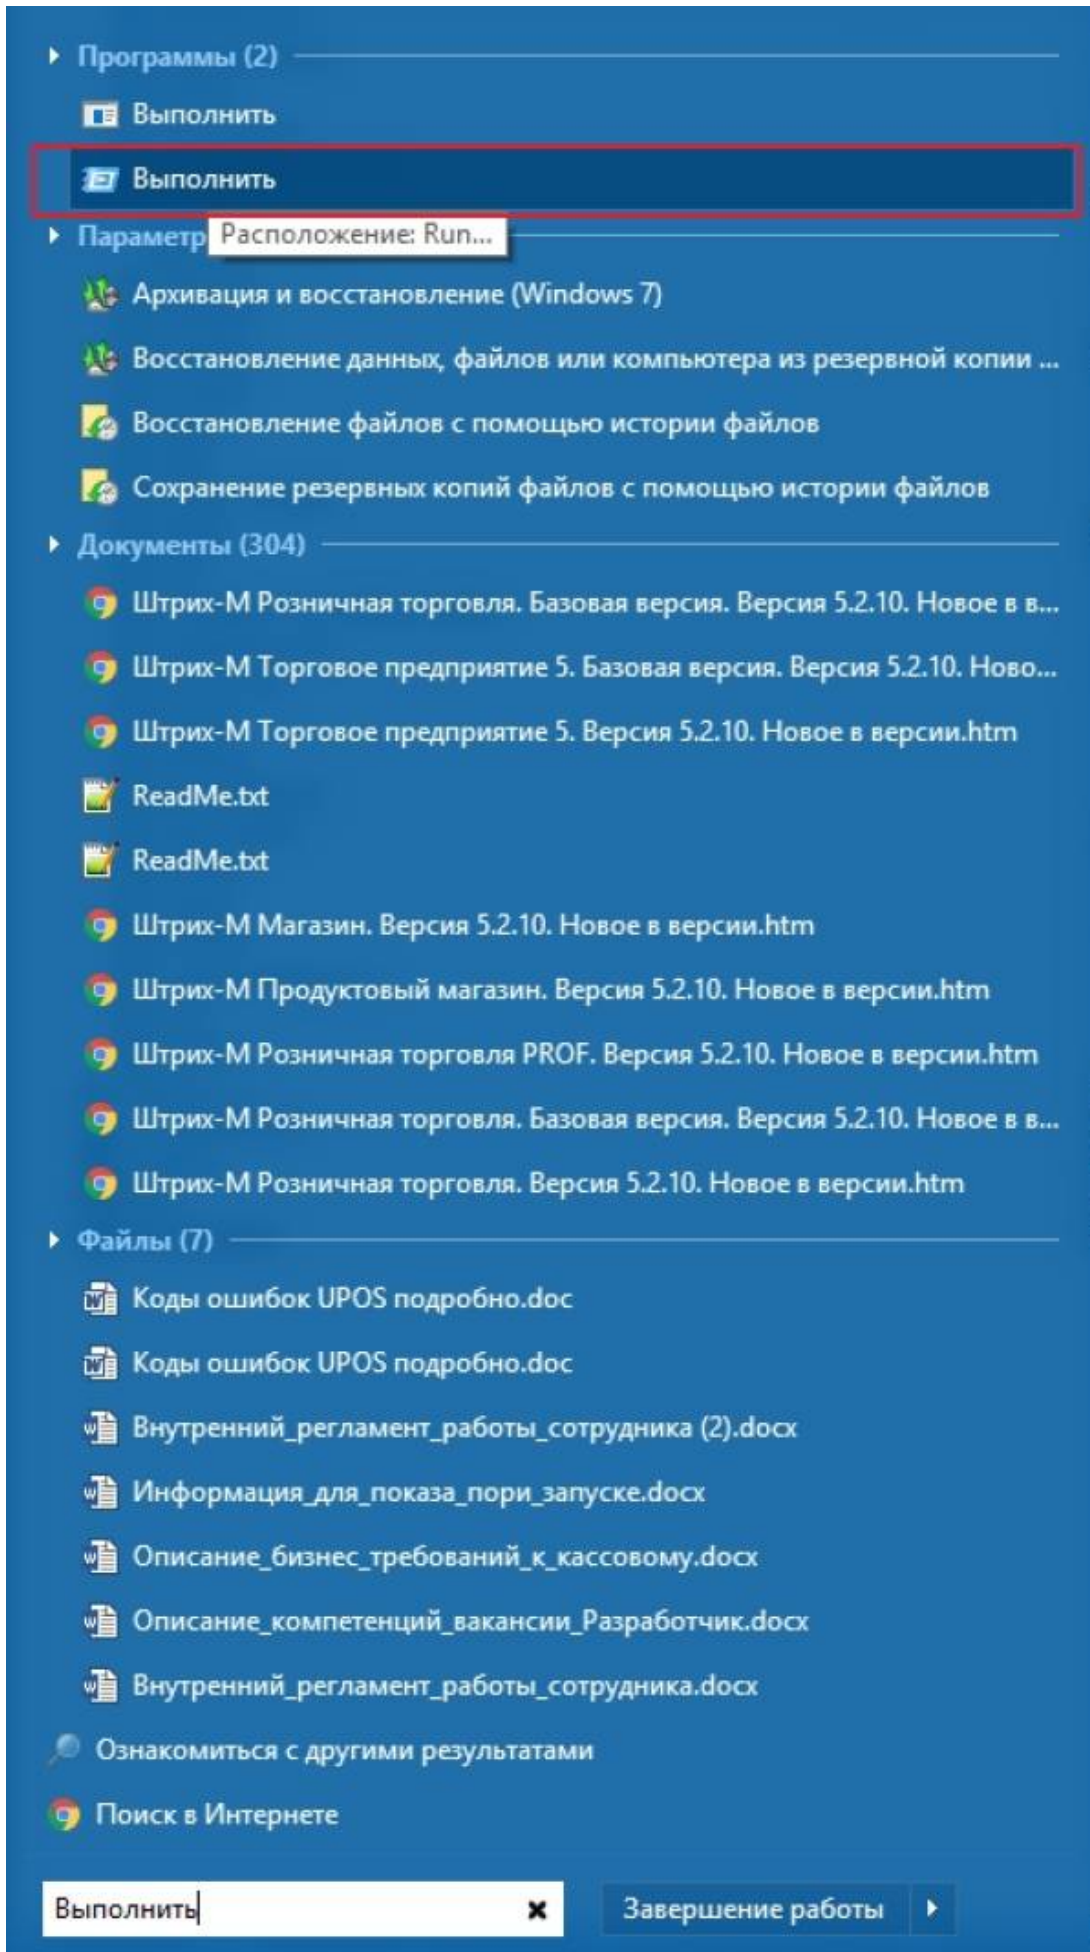 Программы (2)
Выполнить
Выполнить
Параметр
Расположение: Run...
Архивация и восстановление (Windows 7)
Восстановление данных, файлов или компьютера из резервной копии ...
Восстановление файлов с помощью истории файлов
Сохранение резервных копий файлов с помощью истории файлов
Документы (304)
Штрих-М Розничная торговля. Базовая версия. Версия 5.2.10. Новое в в...
Штрих-М Торговое предприятие 5. Базовая версия. Версия 5.2.10. Ново...
Штрих-М Торговое предприятие 5. Версия 5.2.10. Новое в версии.htm
ReadMe.txt
ReadMe.txt
Штрих-М Магазин. Версия 5.2.10. Новое в версии.htm
Штрих-М Продуктовый магазин. Версия 5.2.10. Новое в версии.htm
Штрих-М Розничная торговля PROF. Версия 5.2.10. Новое в версии.htm
Штрих-М Розничная торговля. Базовая версия. Версия 5.2.10. Новое в в...
Штрих-М Розничная торговля. Версия 5.2.10. Новое в версии.htm
Файлы (7)
Коды ошибок UPOS подробно.doc
Коды ошибок UPOS подробно.doc
Внутренний_регламент_работы_сотрудника (2).docx
Информация_для_показа_пори_запуске.docx
Описание_бизнес_требований_к_кассовому.docx
Описание_компетенций_вакансии_Разработчик.docx
Внутренний_регламент_работы_сотрудника.docx
Ознакомиться с другими результатами
Поиск в Интернете
Выполнить
Завершение работы